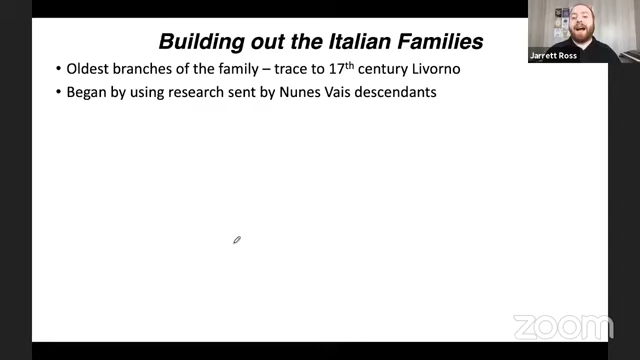 Building out the Italian Families
• Oldest branches of the family – trace to 17th century Livorno
• Began by using research sent by Nunes Vais descendants
Jarrett Ross
zoom